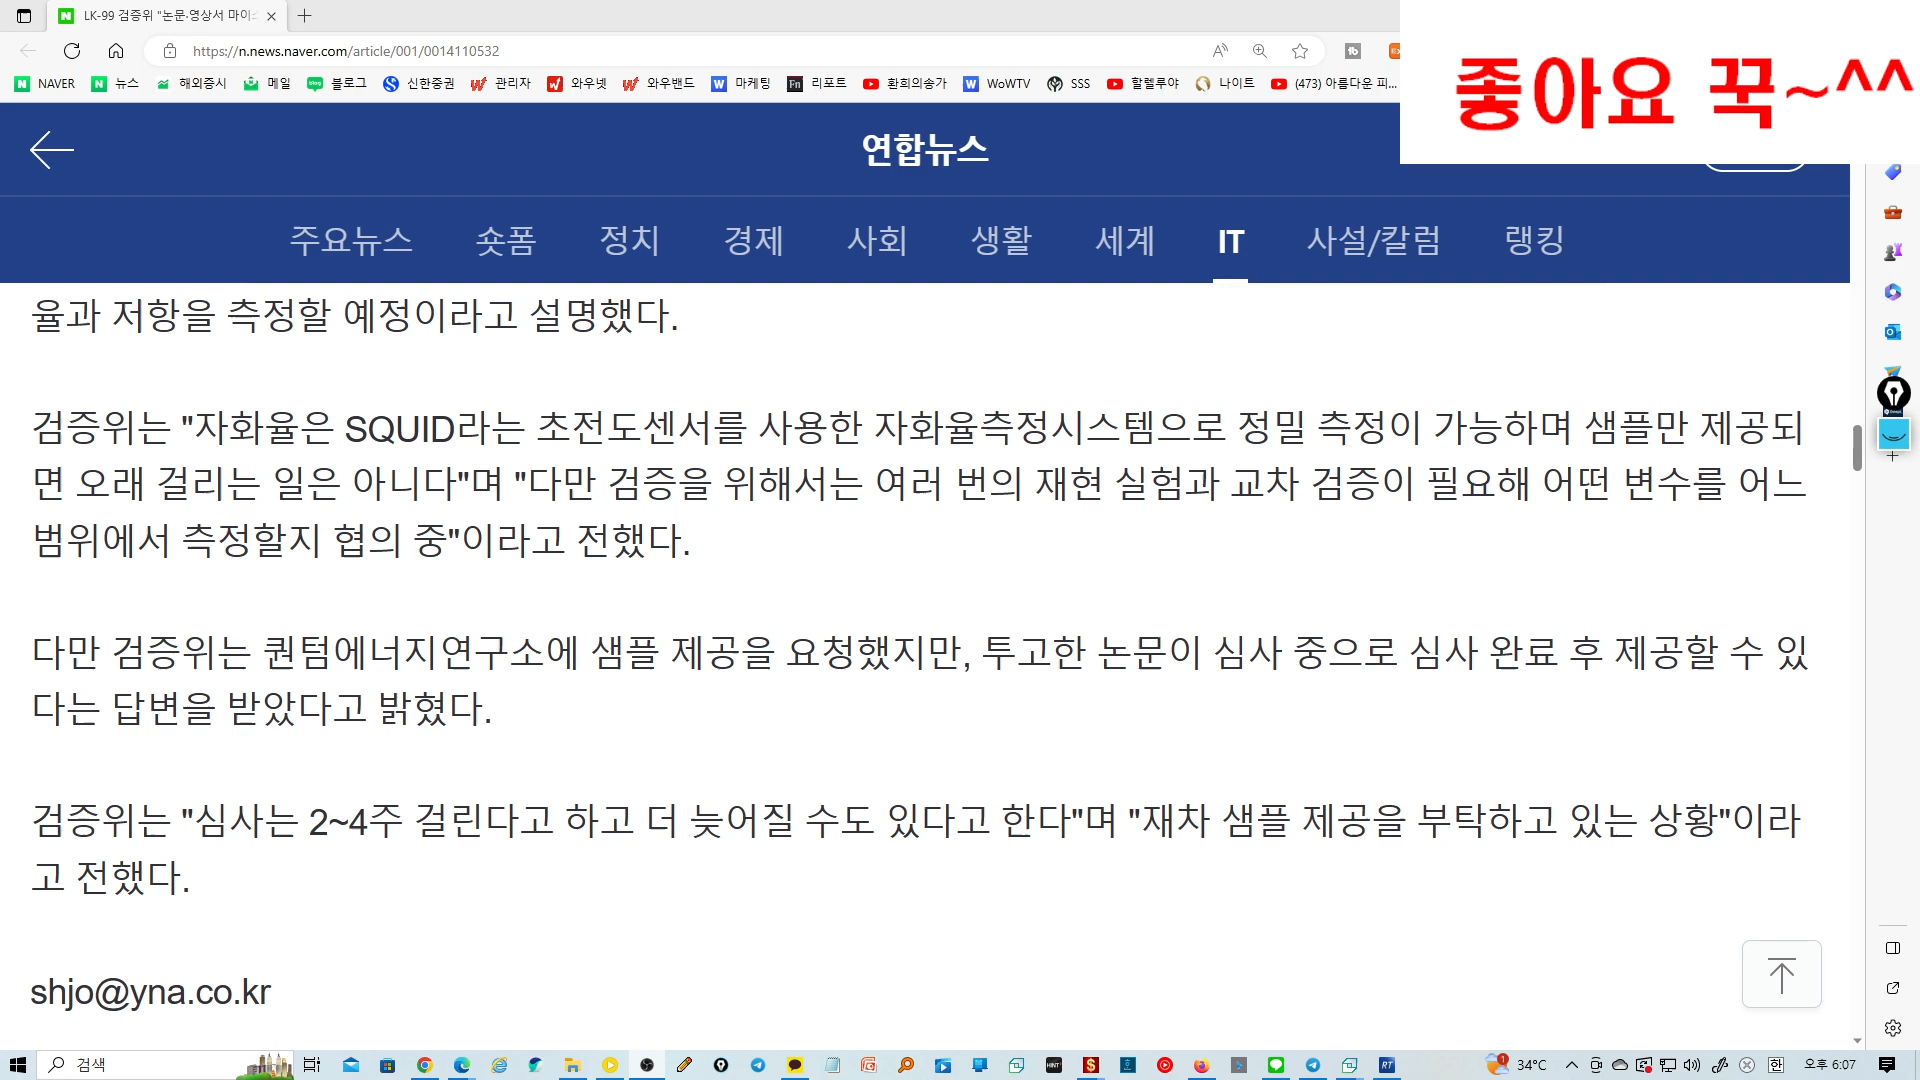 LK-99 검증위 "논문·영상서 마이
https://n.news.naver.com/article/001/0014110532
좋아요 꾹~^^
NAVER 뉴스 해외증시 메일 블로그 신한증권 관리자 와우넷 와우밴드 마케팅 리포트 환희의송가 WoWTV SSS 할렐루야 나이트 (473) 아름다운 피...
연합뉴스
주요뉴스 숏폼 정치 경제 사회 생활 세계 IT 사설/칼럼 랭킹
율과 저항을 측정할 예정이라고 설명했다.
검증위는 "자화율은 SQUID라는 초전도센서를 사용한 자화율측정시스템으로 정밀 측정이 가능하며 샘플만 제공되
면 오래 걸리는 일은 아니다"며 "다만 검증을 위해서는 여러 번의 재현 실험과 교차 검증이 필요해 어떤 변수를 어느
범위에서 측정할지 협의 중"이라고 전했다.
다만 검증위는 퀀텀에너지연구소에 샘플 제공을 요청했지만, 투고한 논문이 심사 중으로 심사 완료 후 제공할 수 있
다는 답변을 받았다고 밝혔다.
검증위는 "심사는 2~4주 걸린다고 하고 더 늦어질 수도 있다고 한다"며 "재차 샘플 제공을 부탁하고 있는 상황"이라
고 전했다.
shjo@yna.co.kr
검색 34°C 한 오후 6:07